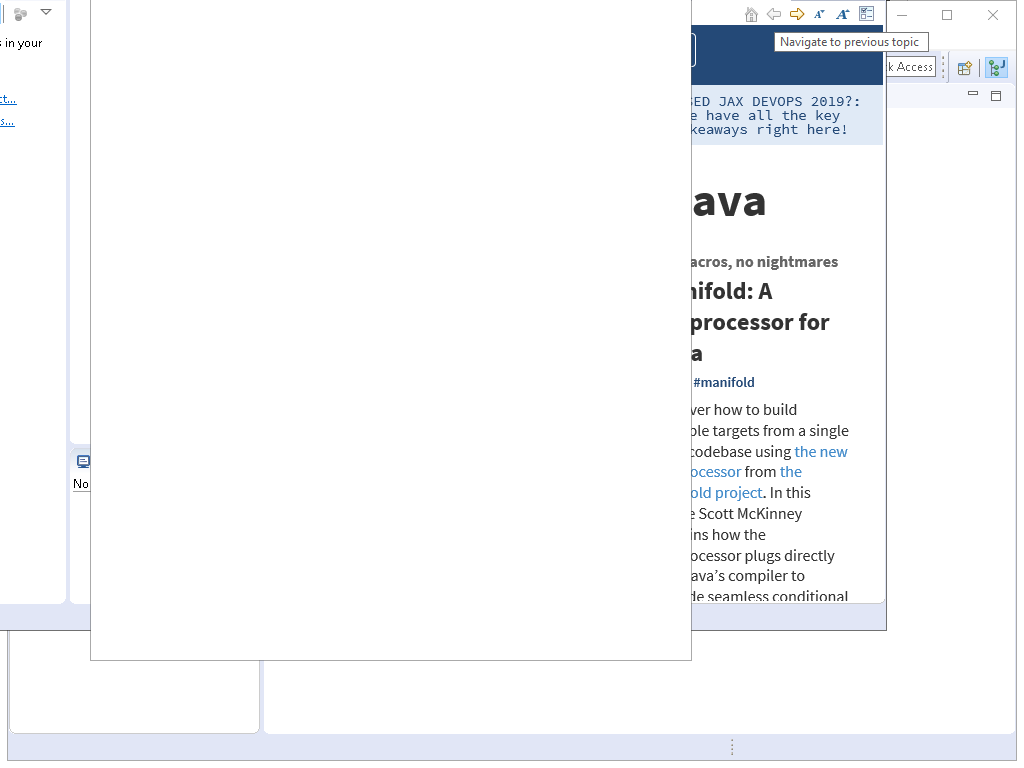 Navigate to previous topic
s in your
k Access
SED JAX DEVOPS 2019?:
e have all the key
keaways right here!
ct...
s...
ava
acros, no nightmares
nifold: A
processor for
a
#manifold
ver how to build
ble targets from a single
codebase using the new
ocessor from the
old project. In this
e Scott McKinney
ins how the
ocessor plugs directly
ava's compiler to
de seamless conditional
No